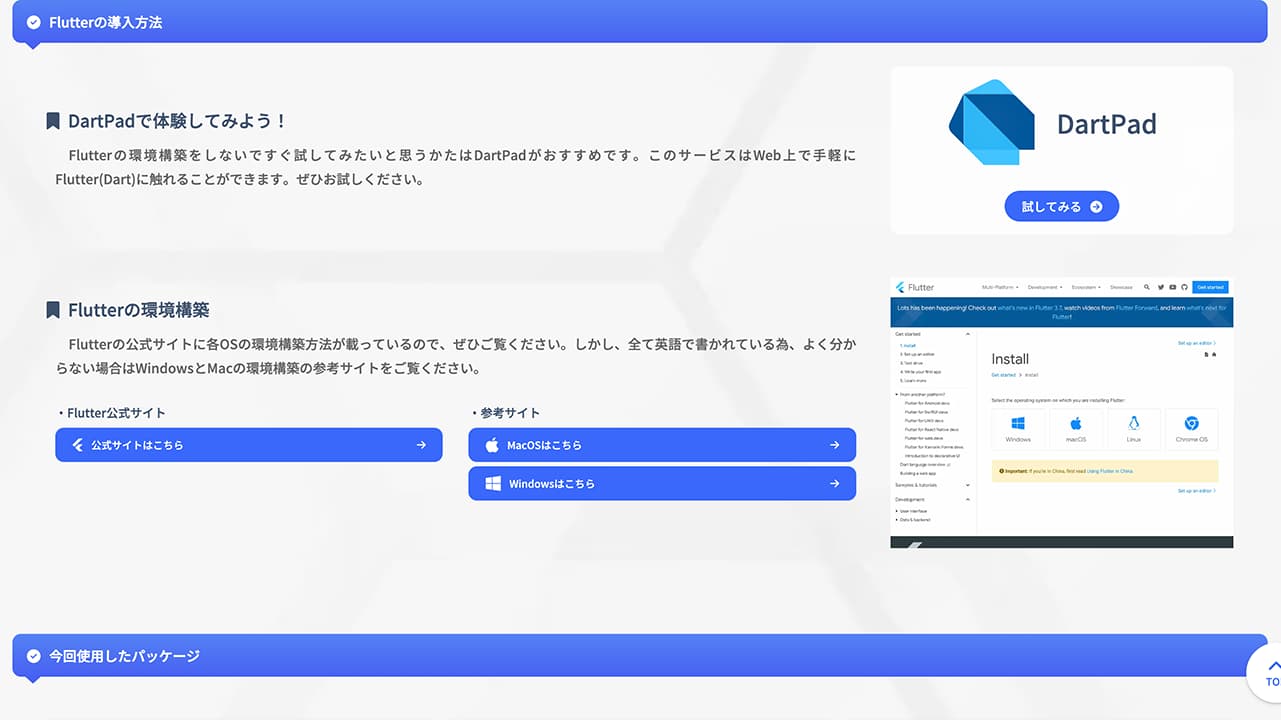 Flutterの導入方法
DartPadで体験してみよう！
Flutterの環境構築をしないですぐ試してみたいと思うかたはDartPadがおすすめです。このサービスはWeb上で手軽に
Flutter(Dart)に触れることができます。ぜひお試しください。
DartPad
試してみる
Flutterの環境構築
Flutterの公式サイトに各OSの環境構築方法が載っているので、ぜひご覧ください。しかし、全て英語で書かれている為、よく分か
らない場合はWindowsとMacの環境構築の参考サイトをご覧ください。
・Flutter公式サイト
公式サイトはこちら
・参考サイト
MacOSはこちら
Windowsはこちら
Flutter
Multi-Platform
Development
Ecosystem
Showcase
Get started
Lots has been happening! Check out what's new in Flutter 3.7, watch videos from Flutter Forward, and learn what's next for
Flutter!
Get started
1. Install
2. Set up an editor
3. Test drive
4. Write your first app
5. Learn more
From another platform?
Flutter for Android devs
Flutter for SwiftUI devs
Flutter for UIKit devs
Flutter for React Native devs
Flutter for web devs
Flutter for Xamarin.Forms devs
Introduction to declarative UI
Dart language overview
Building a web app
Samples & tutorials
Development
User interface
Data & backend
Set up an editor
Install
Get started > Install
Select the operating system on which you are installing Flutter:
Windows
macOS
Linux
Chrome OS
Important: If you're in China, first read Using Flutter in China.
Set up an editor
今回使用したパッケージ